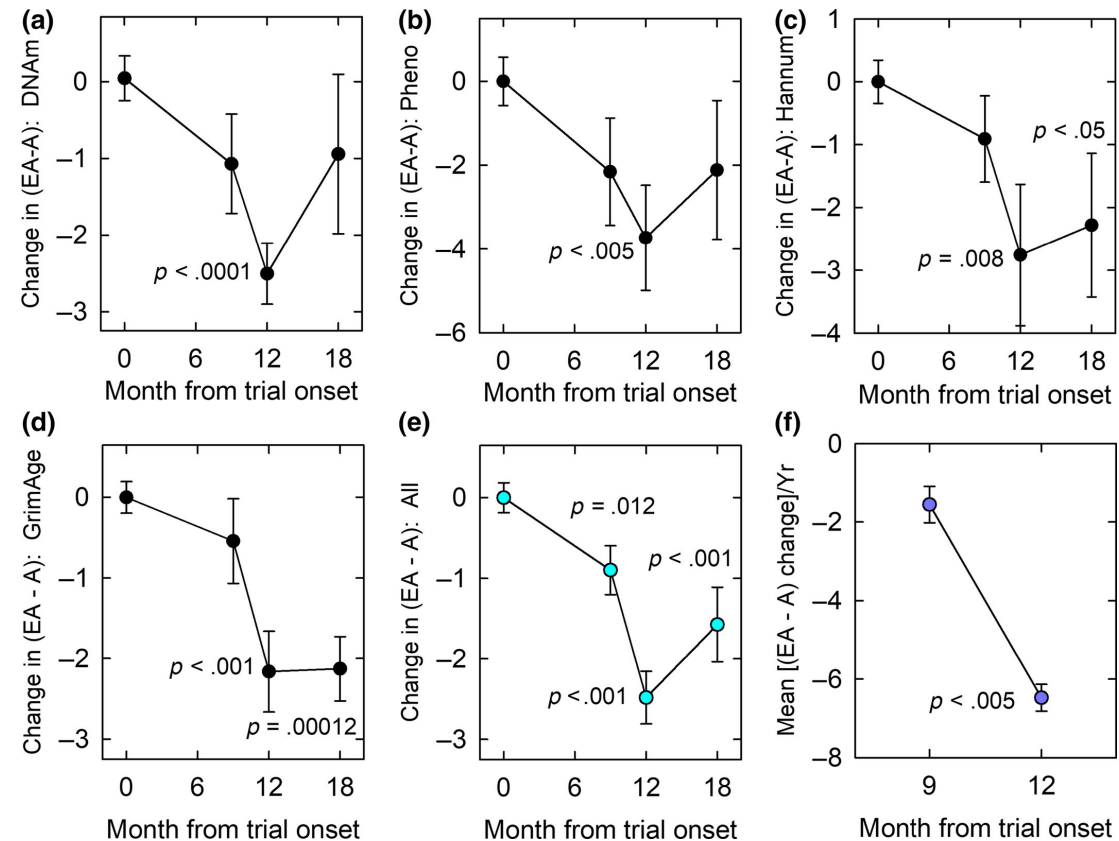 (a)
Change in (EA-A): DNAm
0
–1
–2
–3
p < .0001
0 6 12 18
Month from trial onset
(b)
Change in (EA-A): Pheno
0
–2
–4
–6
p < .005
0 6 12 18
Month from trial onset
(c)
Change in (EA-A): Hannum
1
0
–1
–2
–3
–4
p < .05
p = .008
0 6 12 18
Month from trial onset
(d)
Change in (EA - A): GrimAge
0
–1
–2
–3
p < .001
p = .00012
0 6 12 18
Month from trial onset
(e)
Change in (EA - A): All
0
–1
–2
–3
p = .012
p < .001
p < .001
0 6 12 18
Month from trial onset
(f)
Mean [(EA - A) change]/Yr
0
–2
–4
–6
–8
p < .005
9 12
Month from trial onset